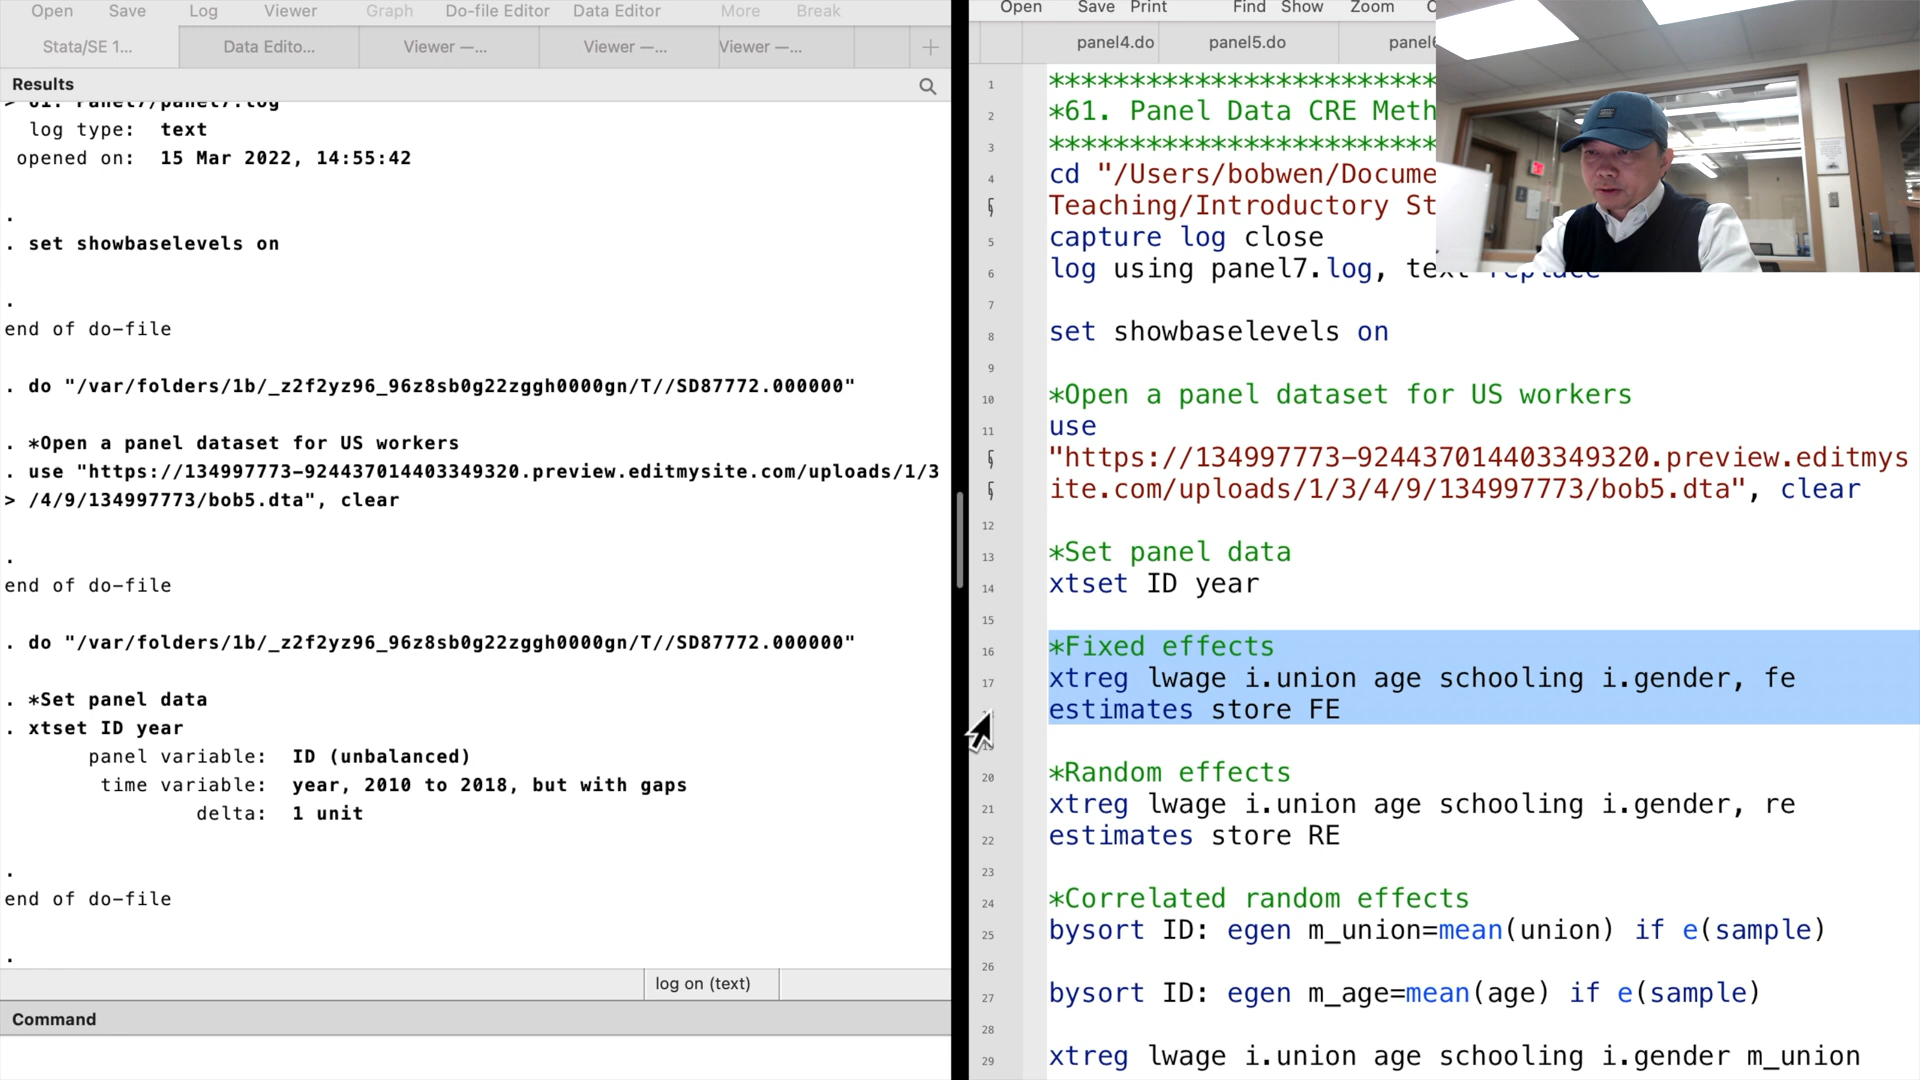 Open Save Log Viewer Graph Do-file Editor Data Editor More Break
Stata/SE 1... Data Edito... Viewer —... Viewer —... Viewer —...
Results
> 61. Panel7/panel7.log
log type: text
opened on: 15 Mar 2022, 14:55:42
.
. set showbaselevels on
.
end of do-file
. do "/var/folders/1b/_z2f2yz96_96z8sb0g22zggh0000gn/T//SD87772.000000"
. *Open a panel dataset for US workers
. use "https://134997773-924437014403349320.preview.editmysite.com/uploads/1/3
> /4/9/134997773/bob5.dta", clear
.
end of do-file
. do "/var/folders/1b/_z2f2yz96_96z8sb0g22zggh0000gn/T//SD87772.000000"
. *Set panel data
. xtset ID year
panel variable: ID (unbalanced)
time variable: year, 2010 to 2018, but with gaps
delta: 1 unit
.
end of do-file
.
log on (text)
Command
Open Save Print Find Show Zoom
panel4.do panel5.do panel6
1 **************************
2 *61. Panel Data CRE Meth
3 **************************
4 cd "/Users/bobwen/Docume
Teaching/Introductory St
5 capture log close
6 log using panel7.log, text replace
7
8 set showbaselevels on
9
10 *Open a panel dataset for US workers
11 use
"https://134997773-924437014403349320.preview.editmys
ite.com/uploads/1/3/4/9/134997773/bob5.dta", clear
12
13 *Set panel data
14 xtset ID year
15
16 *Fixed effects
17 xtreg lwage i.union age schooling i.gender, fe
estimates store FE
20 *Random effects
21 xtreg lwage i.union age schooling i.gender, re
22 estimates store RE
23
24 *Correlated random effects
25 bysort ID: egen m_union=mean(union) if e(sample)
26
27 bysort ID: egen m_age=mean(age) if e(sample)
28
29 xtreg lwage i.union age schooling i.gender m_union